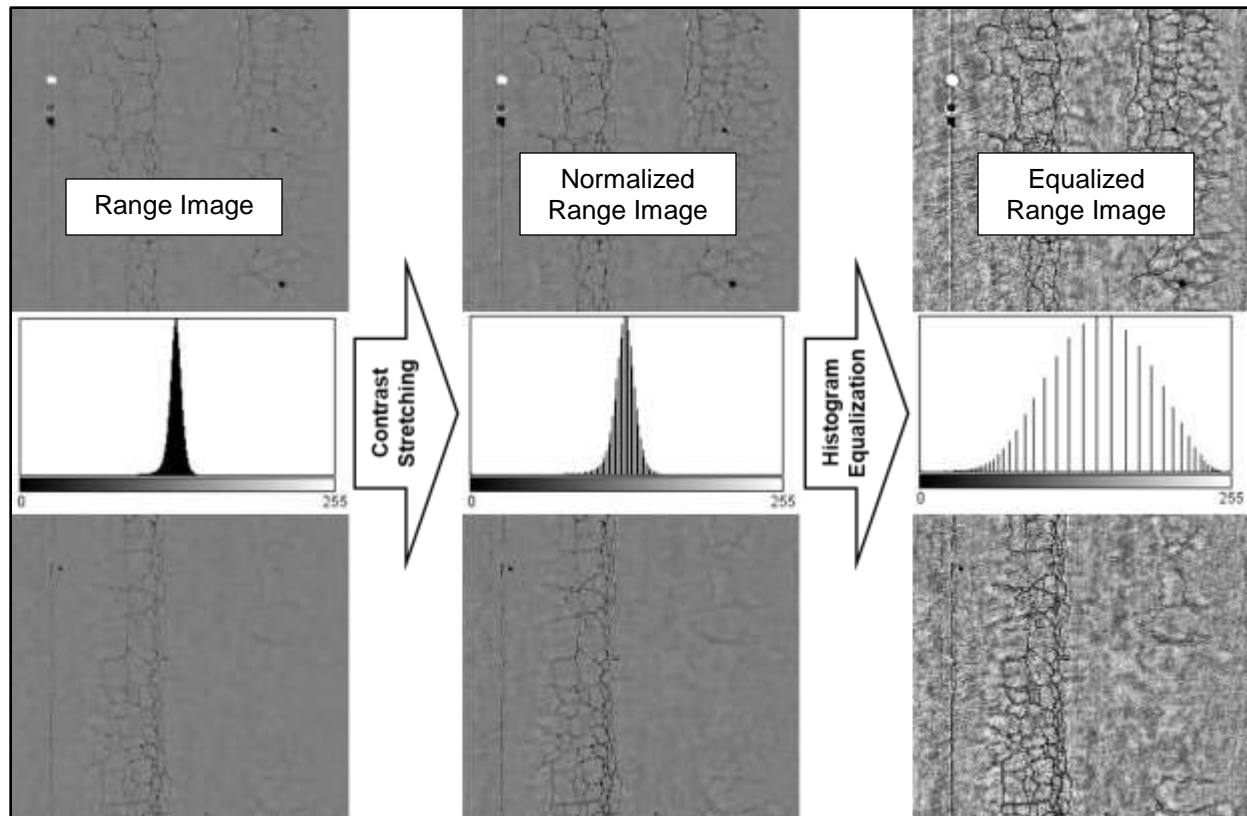 Range Image
Normalized
Range Image
Equalized
Range Image
Contrast
Stretching
Histogram
Equalization
0
255
0
255
0
255